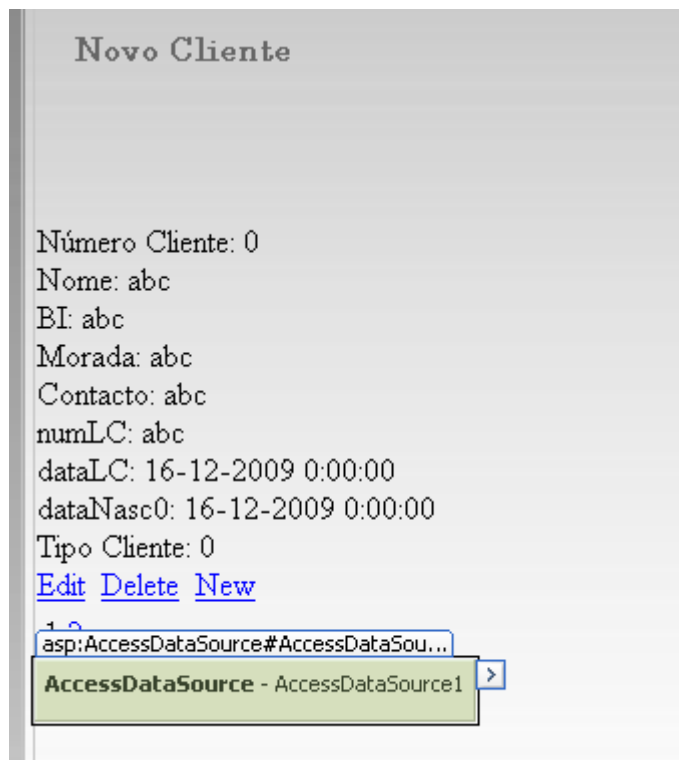 Novo Cliente
Número Cliente: 0
Nome: abc
BI: abc
Morada: abc
Contacto: abc
numLC: abc
dataLC: 16-12-2009 0:00:00
dataNasc0: 16-12-2009 0:00:00
Tipo Cliente: 0
Edit Delete New
1 2
asp:AccessDataSource#AccessDataSou...
AccessDataSource - AccessDataSource1